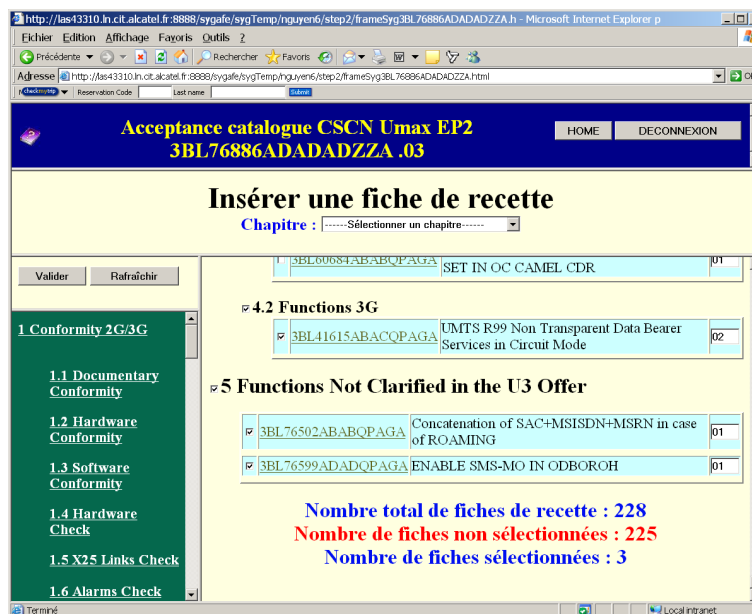 http://las43310.ln.cit.alcatel.fr:8888/sygafe/sygTemp/nguyen6/step2/frameSyg3BL76886ADADADZZA.h - Microsoft Internet Explorer p
Fichier Edition Affichage Favoris Outils ?
Précédente Rechercher Favoris
Adresse http://las43310.ln.cit.alcatel.fr:8888/sygafe/sygTemp/nguyen6/step2/frameSyg3BL76886ADADADZZA.html
checkmytrip Reservation Code Last name Submit
Acceptance catalogue CSCN Umax EP2
3BL76886ADADADZZA .03
HOME DECONNEXION
Insérer une fiche de recette
Chapitre : ------Sélectionner un chapitre------
Valider Rafraîchir
1 Conformity 2G/3G
1.1 Documentary
Conformity
1.2 Hardware
Conformity
1.3 Software
Conformity
1.4 Hardware
Check
1.5 X25 Links Check
1.6 Alarms Check
3BL60684ABABQPAGA SET IN OC CAMEL CDR 01
4.2 Functions 3G
3BL41615ABACQPAGA UMTS R99 Non Transparent Data Bearer 02
Services in Circuit Mode
5 Functions Not Clarified in the U3 Offer
3BL76502ABABQPAGA Concatenation of SAC+MSISDN+MSRN in case 01
of ROAMING
3BL76599ADADQPAGA ENABLE SMS-MO IN ODBOROH 01
Nombre total de fiches de recette : 228
Nombre de fiches non sélectionnées : 225
Nombre de fiches sélectionnées : 3
Terminé
Local intranet